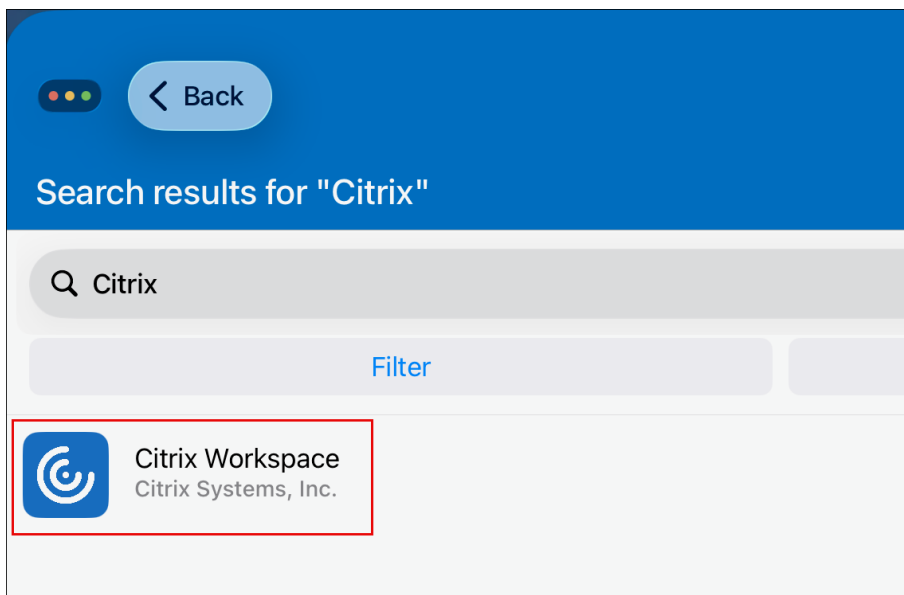 Back
Search results for "Citrix"
Citrix
Filter
Citrix Workspace
Citrix Systems, Inc.